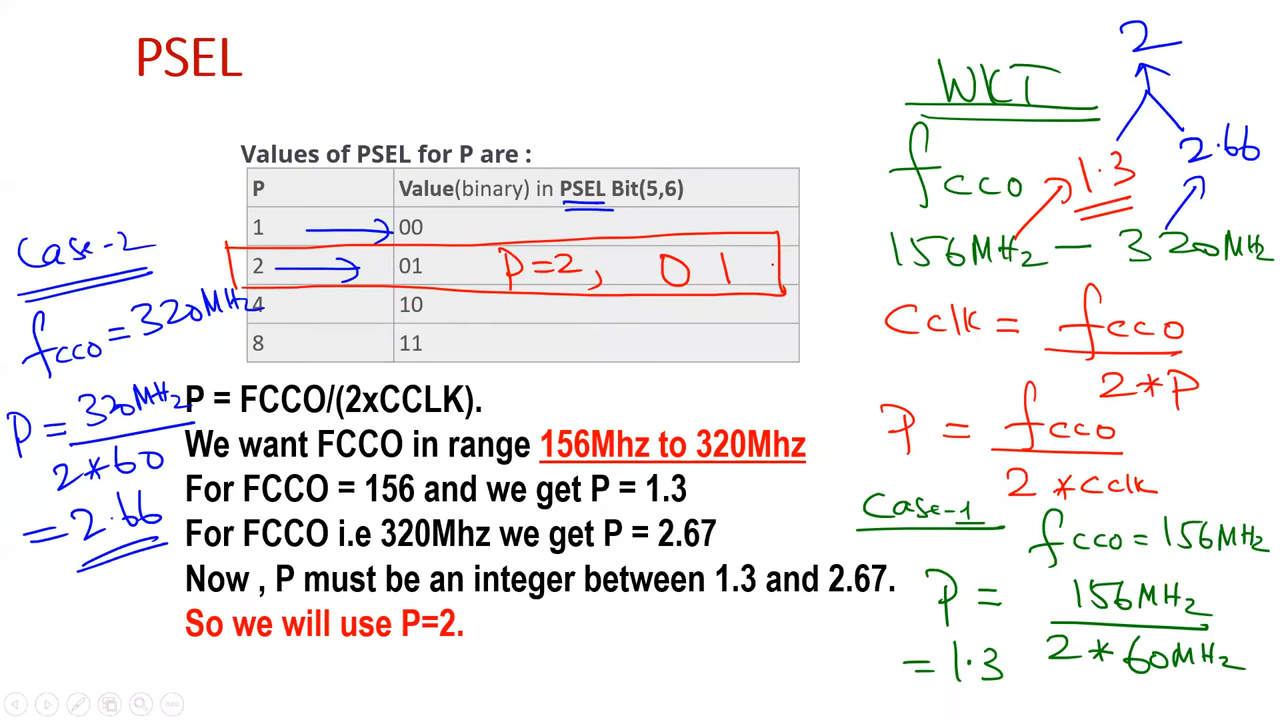 PSEL
Values of PSEL for P are :
P Value(binary) in PSEL Bit(5,6)
1 00
2 01 P=2, 0 1
4 10
8 11
P = FCCO/(2xCCLK).
We want FCCO in range 156Mhz to 320Mhz
For FCCO = 156 and we get P = 1.3
For FCCO i.e 320Mhz we get P = 2.67
Now , P must be an integer between 1.3 and 2.67.
So we will use P=2.
Case-2
fcco = 320MHz
P = 320MHz
2*60
= 2.66
2
WKT
fcco
1.3 2.66
156MHz - 320MHz
Cclk = fcco
2*P
P = fcco
2*Cclk
Case-1
fcco = 156MHz
P = 156MHz
2*60MHz
= 1.3